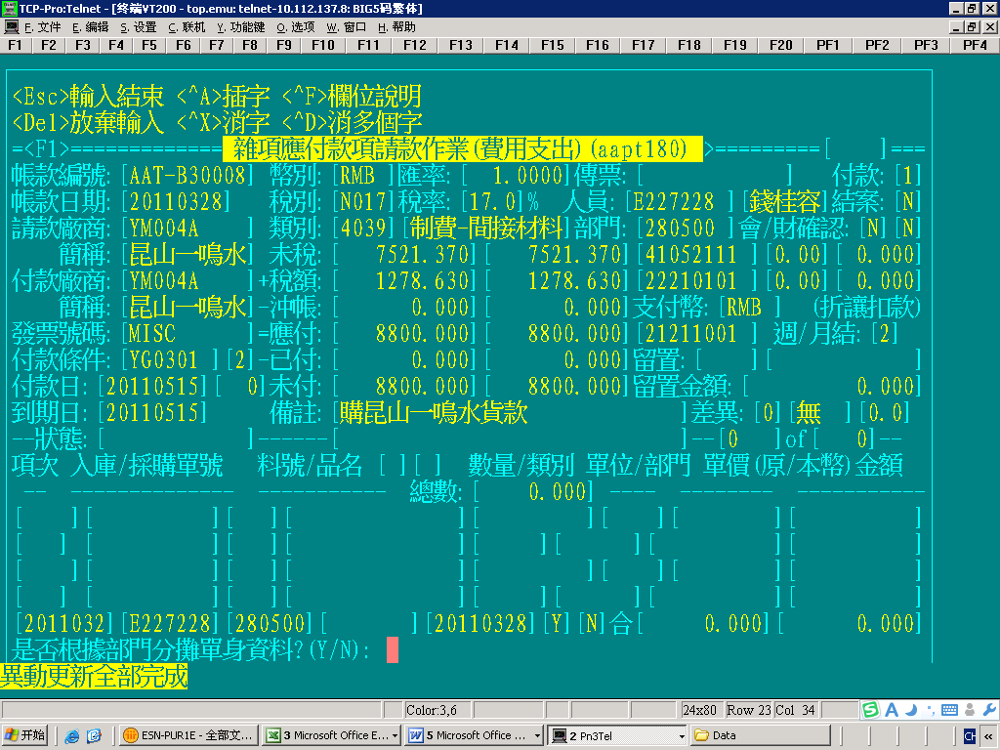 TCP-Pro:Telnet - [终端VT200 - top.emu: telnet-10.112.137.8: BIG5码繁体]
E. 文件 E. 编辑 S. 设置 C. 联机 Y. 功能键 O. 选项 W. 窗口 H. 帮助
F1 F2 F3 F4 F5 F6 F7 F8 F9 F10 F11 F12 F13 F14 F15 F16 F17 F18 F19 F20 PF1 PF2 PF3 PF4
<Esc>輸入結束 <^A>插字 <^F>欄位說明
<Del>放棄輸入 <^X>消字 <^D>消多個字
=<F1>============= 雜項應付款項請款作業(費用支出)(aapt180) >=========[    ]===
帳款編號: [AAT-B30008] 幣別: [RMB ]匯率: [  1.0000]傳票: [            ]   付款: [1]
帳款日期: [20110328]   稅別: [N017]稅率: [17.0]%  人員: [E227228 ][錢桂容]結案: [N]
請款廠商: [YM004A    ] 類別: [4039][制費-間接材料]部門: [280500 ]會/財確認: [N][N]
簡稱: [昆山一鳴水] 未稅: [   7521.370][   7521.370][41052111 ][0.00][ 0.000]
付款廠商: [YM004A    ]+稅額: [   1278.630][   1278.630][22210101 ][0.00][ 0.000]
簡稱: [昆山一鳴水]-沖帳: [      0.000][      0.000]支付幣: [RMB ]   (折讓扣款)
發票號碼: [MISC      ]=應付: [   8800.000][   8800.000][21211001 ]  週/月結: [2]
付款條件: [YG0301 ][2]-已付: [      0.000][      0.000]留置: [    ][            ]
付款日: [20110515][  0]未付: [   8800.000][   8800.000]留置金額: [         0.000]
到期日: [20110515]     備註: [購昆山一鳴水貨款             ]差異: [0][無  ][0.0]
--狀態: [            ]------[                            ]--[0   ]of[    0]--
項次 入庫/採購單號   料號/品名 [ ][ ]  數量/類別 單位/部門 單價(原/本幣)金額
-- -------------- ----------- 總數: [    0.000] ---- -------- -----------
[    ][          ][   ][              ][         ][    ][        ][          ]
[   ] [          ][   ][              ][     ][      ][          ][          ]
[    ][          ][   ][              ][         ][    ][        ][          ]
[   ] [          ][   ][              ][     ][      ][          ][          ]
[2011032][E227228][280500][       ][20110328][Y][N]合[     0.000][      0.000]
是否根據部門分攤單身資料?(Y/N):
異動更新全部完成
Color:3,6 24x80 Row 23 Col 34
开始 ESN-PUR1E - 全部文... 3 Microsoft Office E... 5 Microsoft Office ... 2 Pn3Tel Data CH «